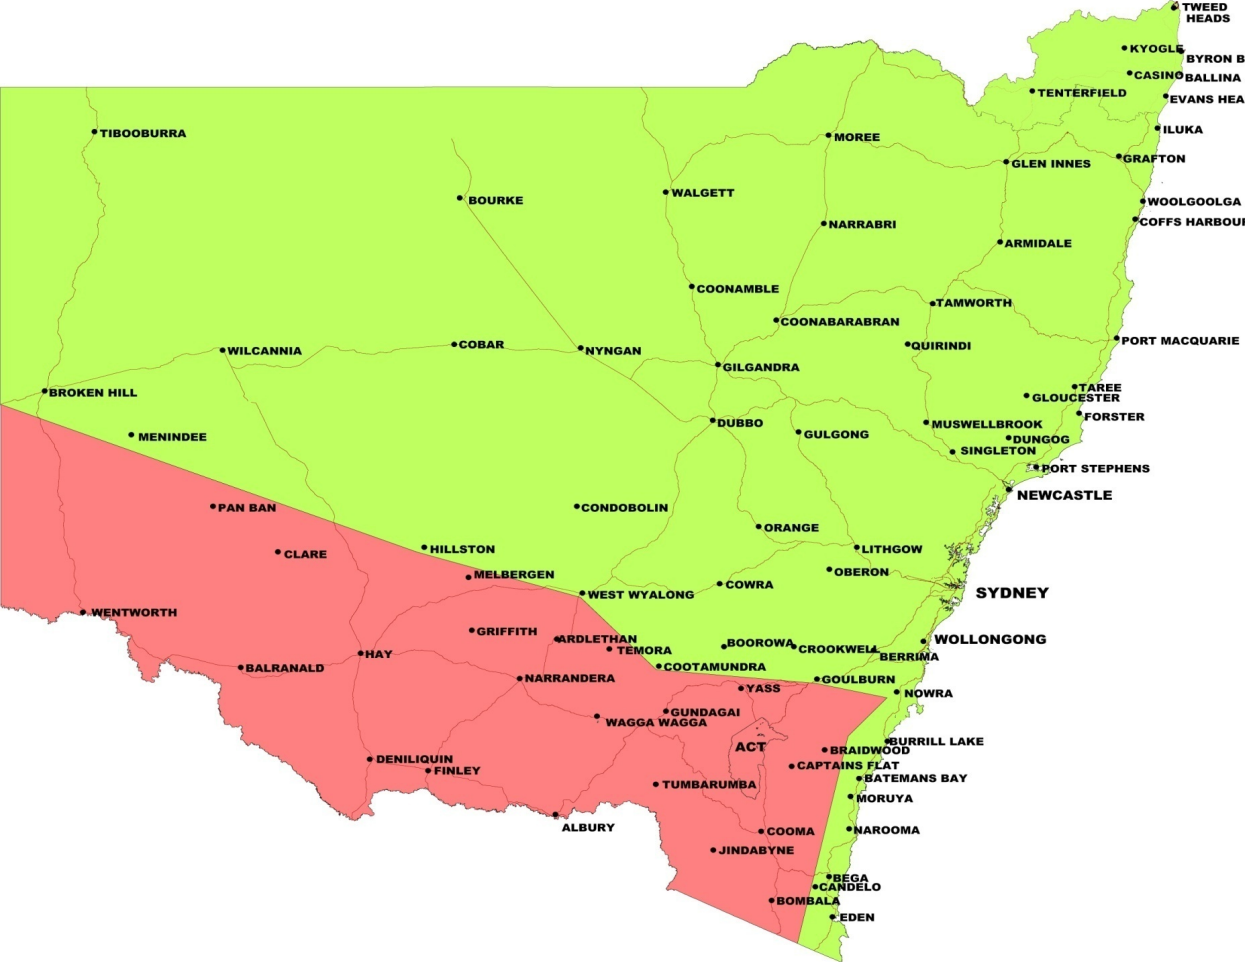 TWEED
HEADS
KYOGLE
BYRON B
CASINO
BALLINA
TENTERFIELD
EVANS HEA
TIBOOBURRA
ILUKA
MOREE
GRAFTON
GLEN INNES
WALGETT
BOURKE
WOOLGOOLGA
COFFS HARBOUR
NARRABRI
ARMIDALE
COONAMBLE
TAMWORTH
COONABARABRAN
PORT MACQUARIE
COBAR
QUIRINDI
WILCANNIA
NYNGAN
GILGANDRA
TAREE
BROKEN HILL
GLOUCESTER
FORSTER
DUBBO
MUSWELLBROOK
GULGONG
MENINDEE
DUNGOG
SINGLETON
PORT STEPHENS
NEWCASTLE
PAN BAN
CONDOBOLIN
ORANGE
HILLSTON
LITHGOW
CLARE
OBERON
MELBERGEN
COWRA
SYDNEY
WEST WYALONG
WENTWORTH
GRIFFITH
ARDLETHAN
WOLLONGONG
BOOROWA
CROOKWELL
TEMORA
HAY
BERRIMA
BALRANALD
COOTAMUNDRA
NARRANDERA
GOULBURN
YASS
NOWRA
GUNDAGAI
WAGGA WAGGA
BURRILL LAKE
ACT
BRAIDWOOD
DENILIQUIN
CAPTAINS FLAT
FINLEY
BATEMANS BAY
TUMBARUMBA
MORUYA
ALBURY
COOMA
NAROOMA
JINDABYNE
BEGA
CANDELO
BOMBALA
EDEN